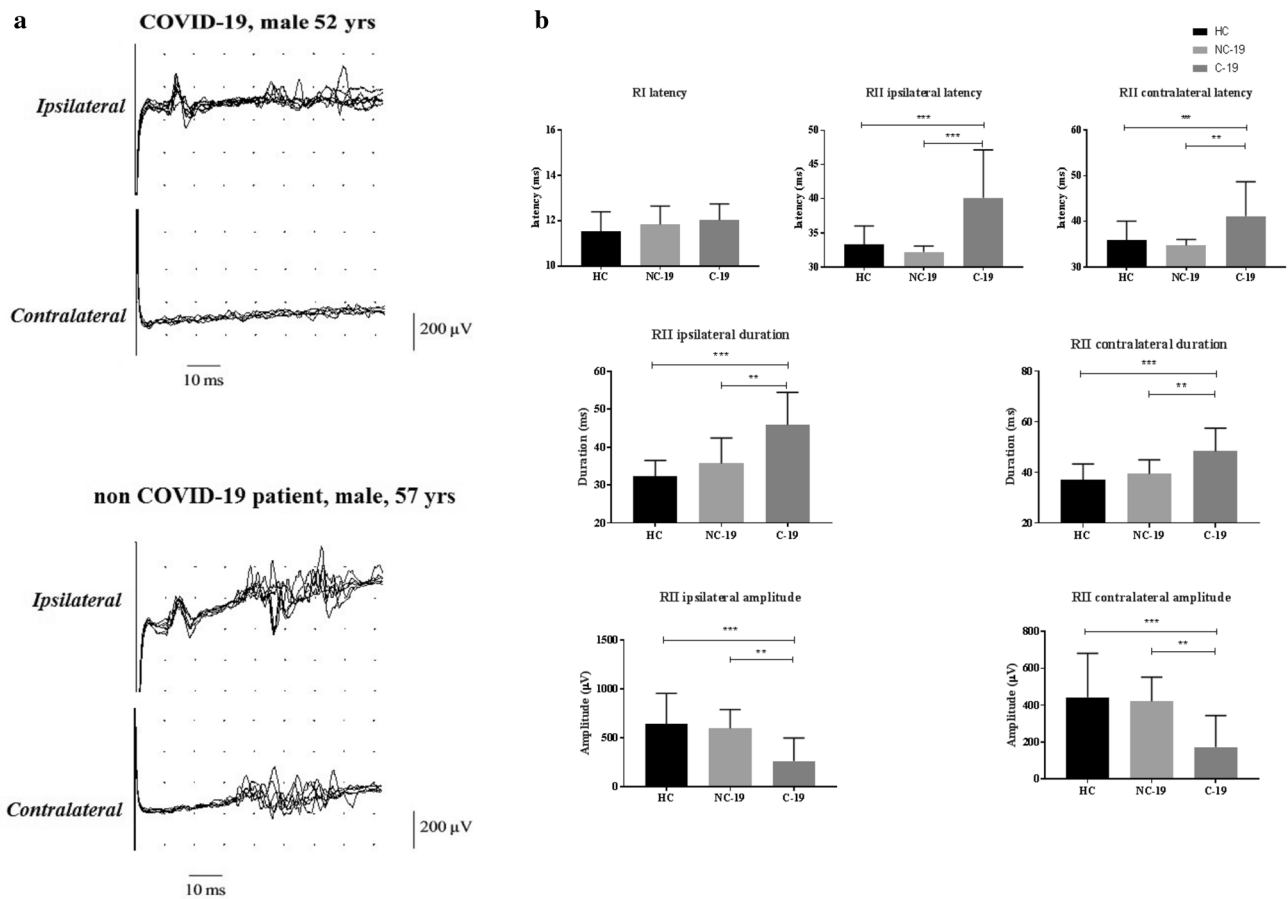 a
COVID-19, male 52 yrs
Ipsilateral
Contralateral
200 µV
10 ms
non COVID-19 patient, male, 57 yrs
Ipsilateral
Contralateral
200 µV
10 ms
b
HC
NC-19
C-19
RI latency
latency (ms)
16
14
12
10
HC NC-19 C-19
RII ipsilateral latency
***
***
latency (ms)
50
45
40
35
30
HC NC-19 C-19
RII contralateral latency
***
**
latency (ms)
60
50
40
30
HC NC-19 C-19
RII ipsilateral duration
***
**
Duration (ms)
60
50
40
30
20
HC NC-19 C-19
RII contralateral duration
***
**
Duration (ms)
80
60
40
20
HC NC-19 C-19
RII ipsilateral amplitude
***
**
Amplitude (µV)
1500
1000
500
0
HC NC-19 C-19
RII contralateral amplitude
***
**
Amplitude (µV)
800
600
400
200
0
HC NC-19 C-19